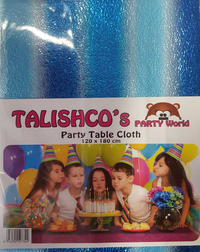 TALISHCO's
PARTY World
Party Table Cloth
120 x 180 cm